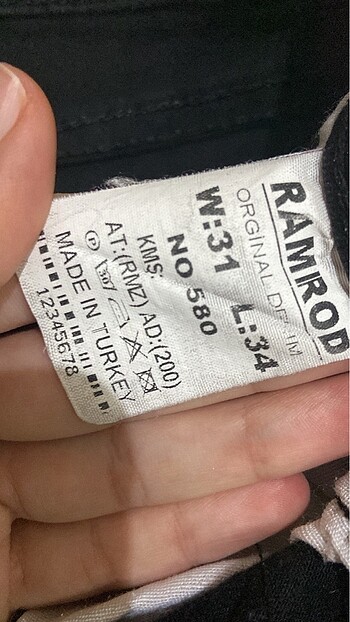 RAMROD
ORGINAL DENIM
W:31 L:34
NO 580
KMS:
AT:(RMZ) AD:(200)
MADE IN TURKEY
12345678